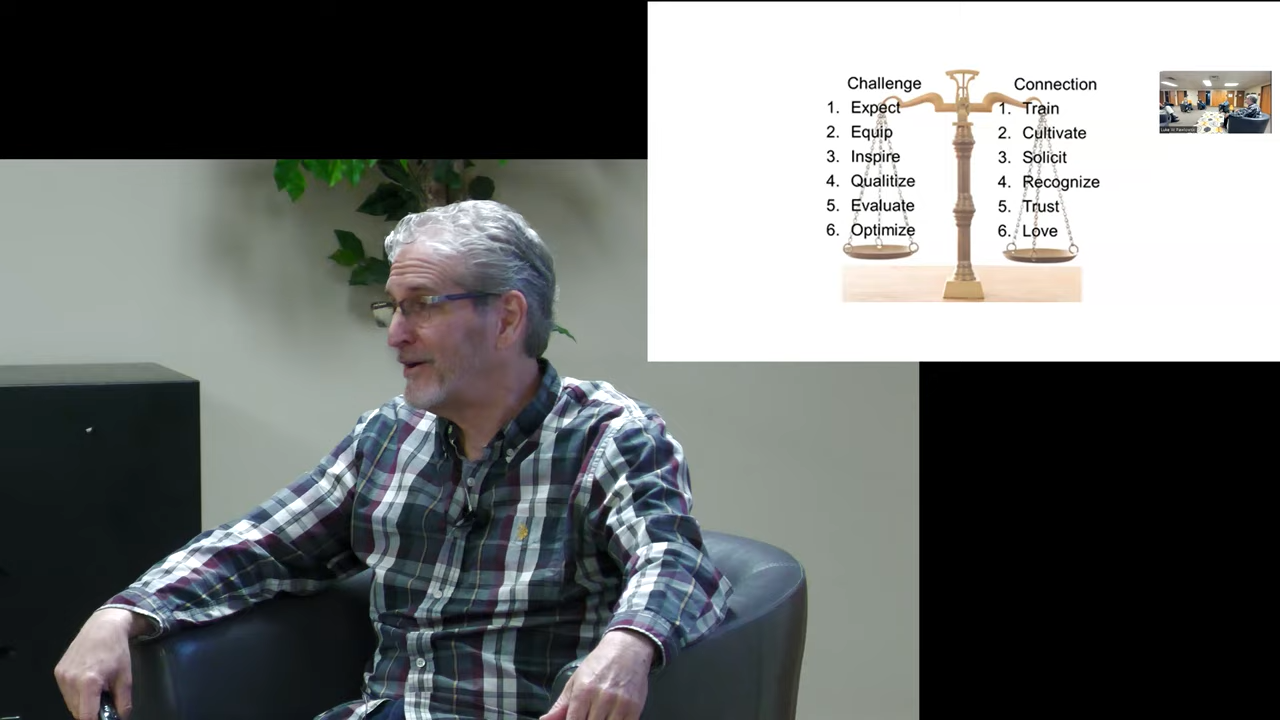 Challenge
1. Expect
2. Equip
3. Inspire
4. Qualitize
5. Evaluate
6. Optimize
Connection
1. Train
2. Cultivate
3. Solicit
4. Recognize
5. Trust
6. Love